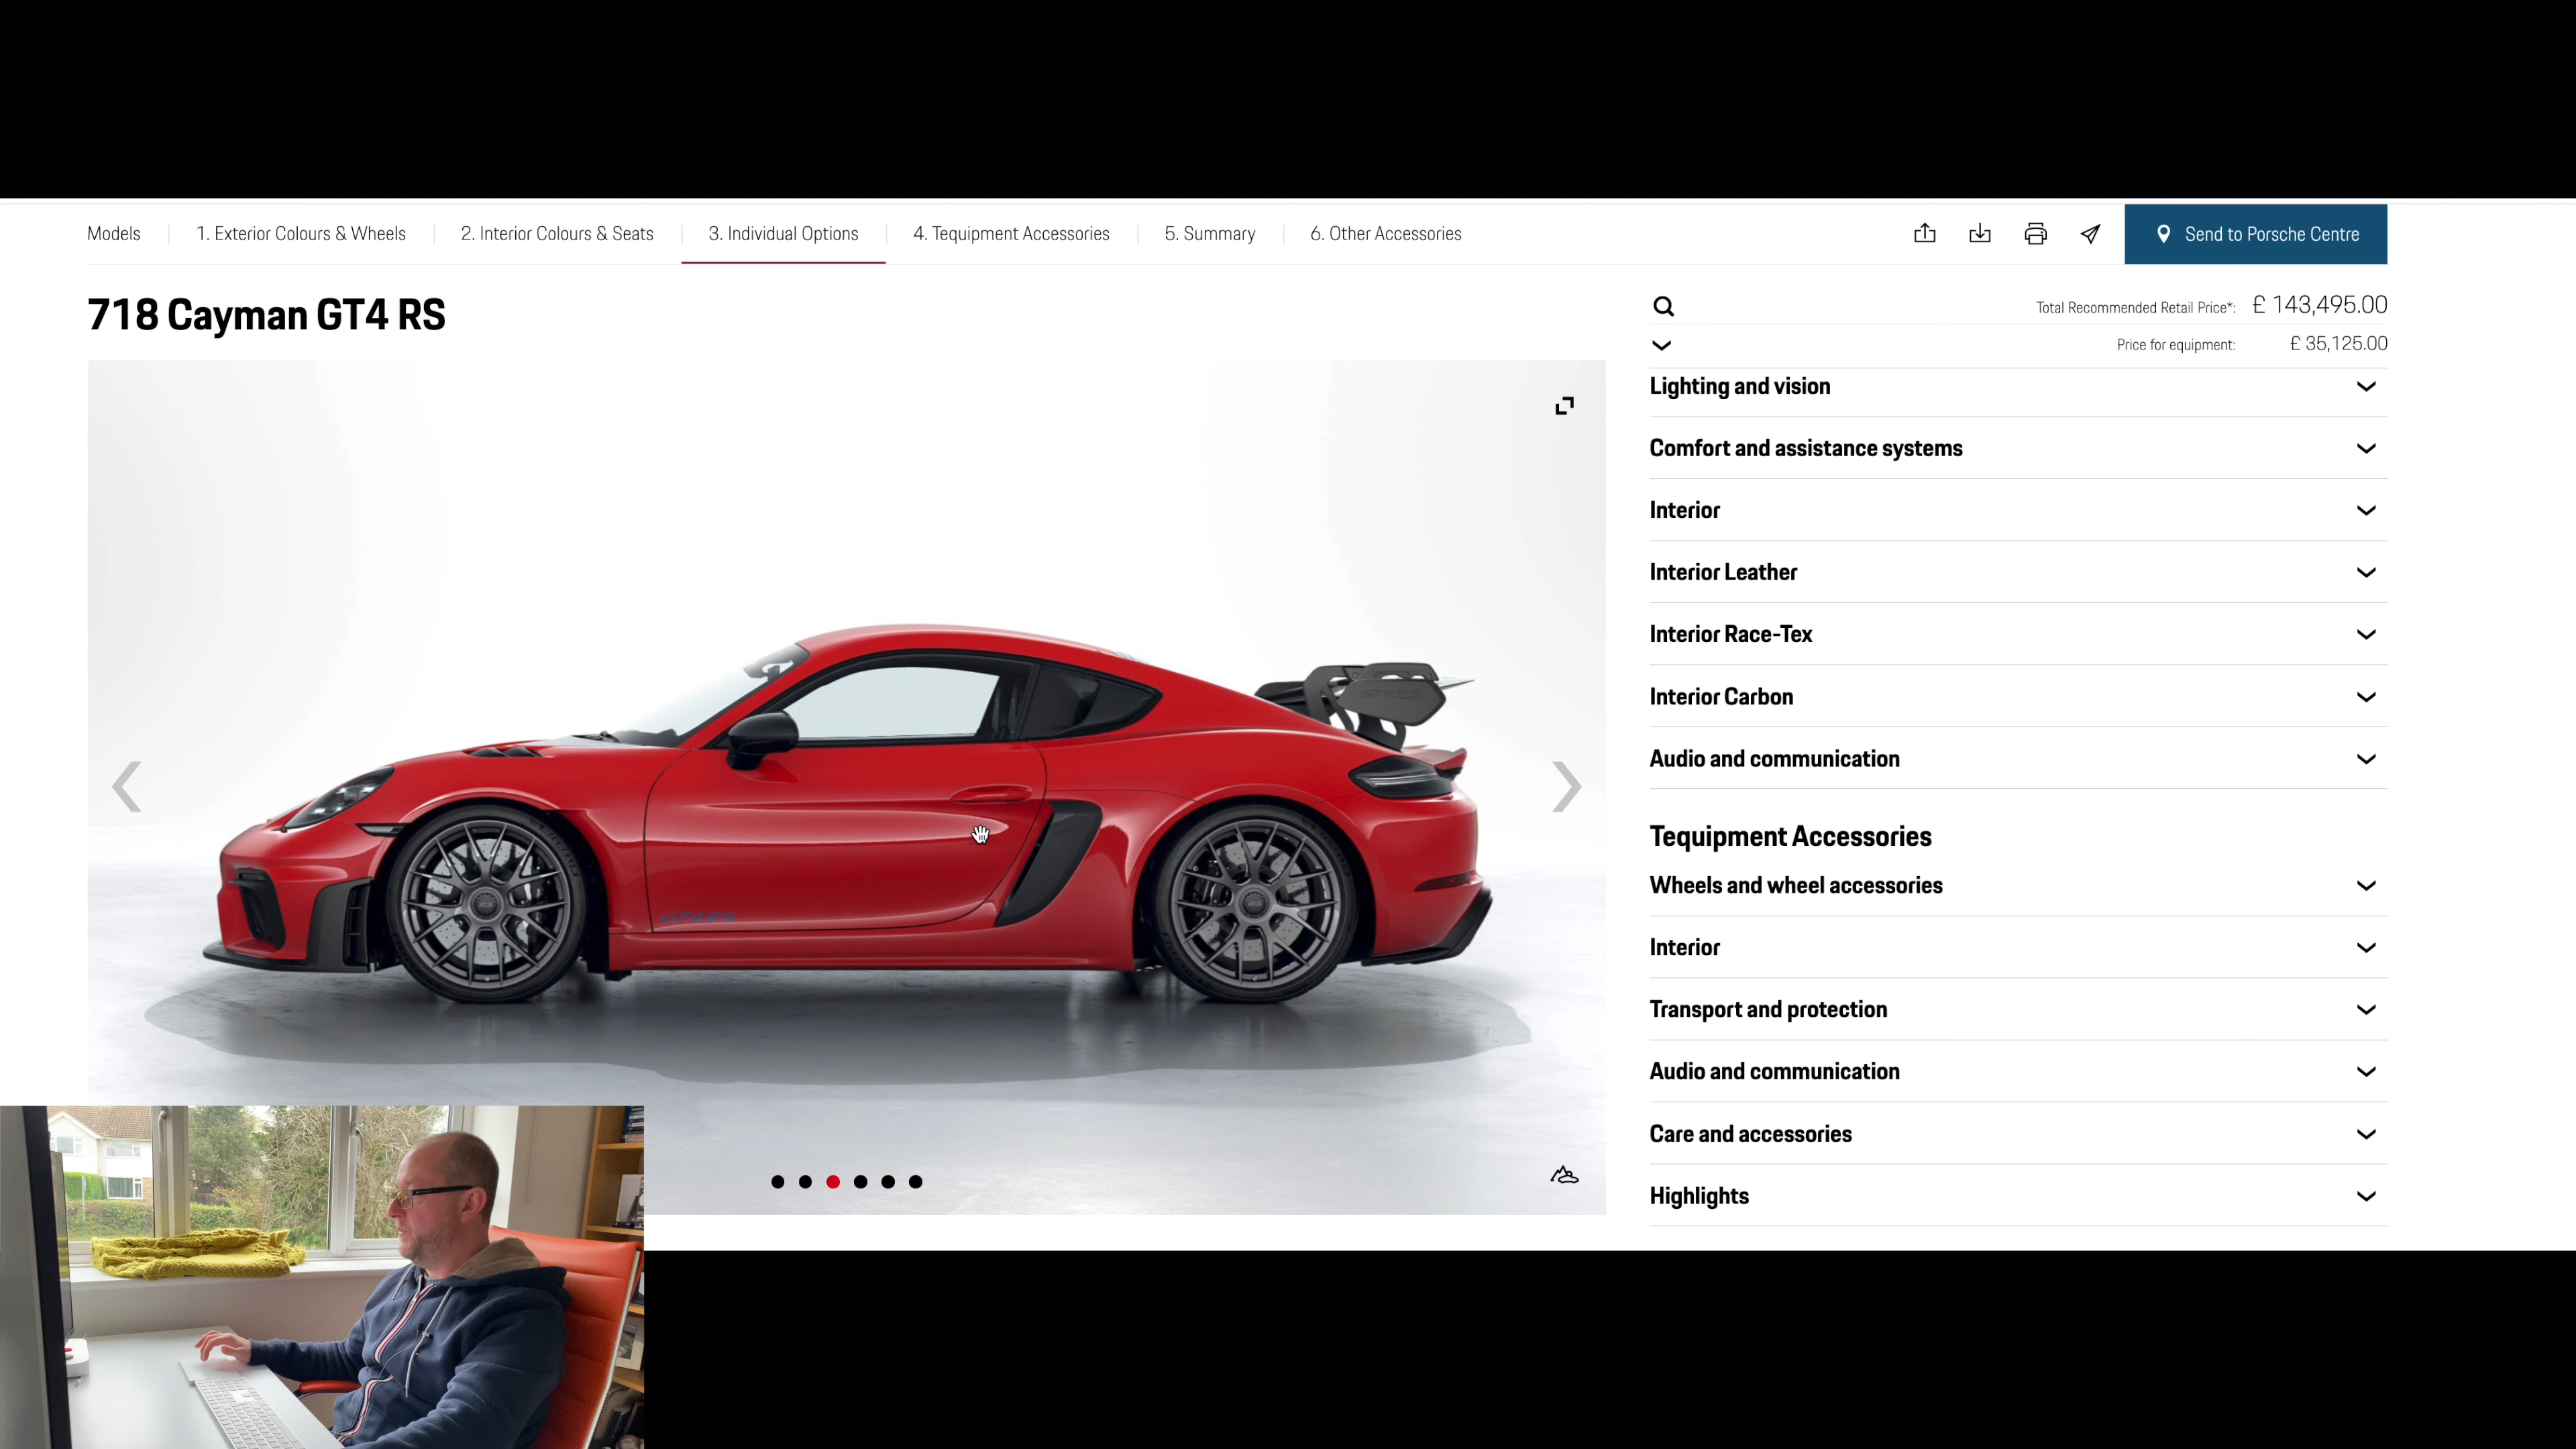 Models
1. Exterior Colours & Wheels
2. Interior Colours & Seats
3. Individual Options
4. Tequipment Accessories
5. Summary
6. Other Accessories
Send to Porsche Centre
718 Cayman GT4 RS
Total Recommended Retail Price*: £ 143,495.00
Price for equipment: £ 35,125.00
Lighting and vision
Comfort and assistance systems
Interior
Interior Leather
Interior Race-Tex
Interior Carbon
Audio and communication
Tequipment Accessories
Wheels and wheel accessories
Interior
Transport and protection
Audio and communication
Care and accessories
Highlights
GT4 RS
GT4 RS